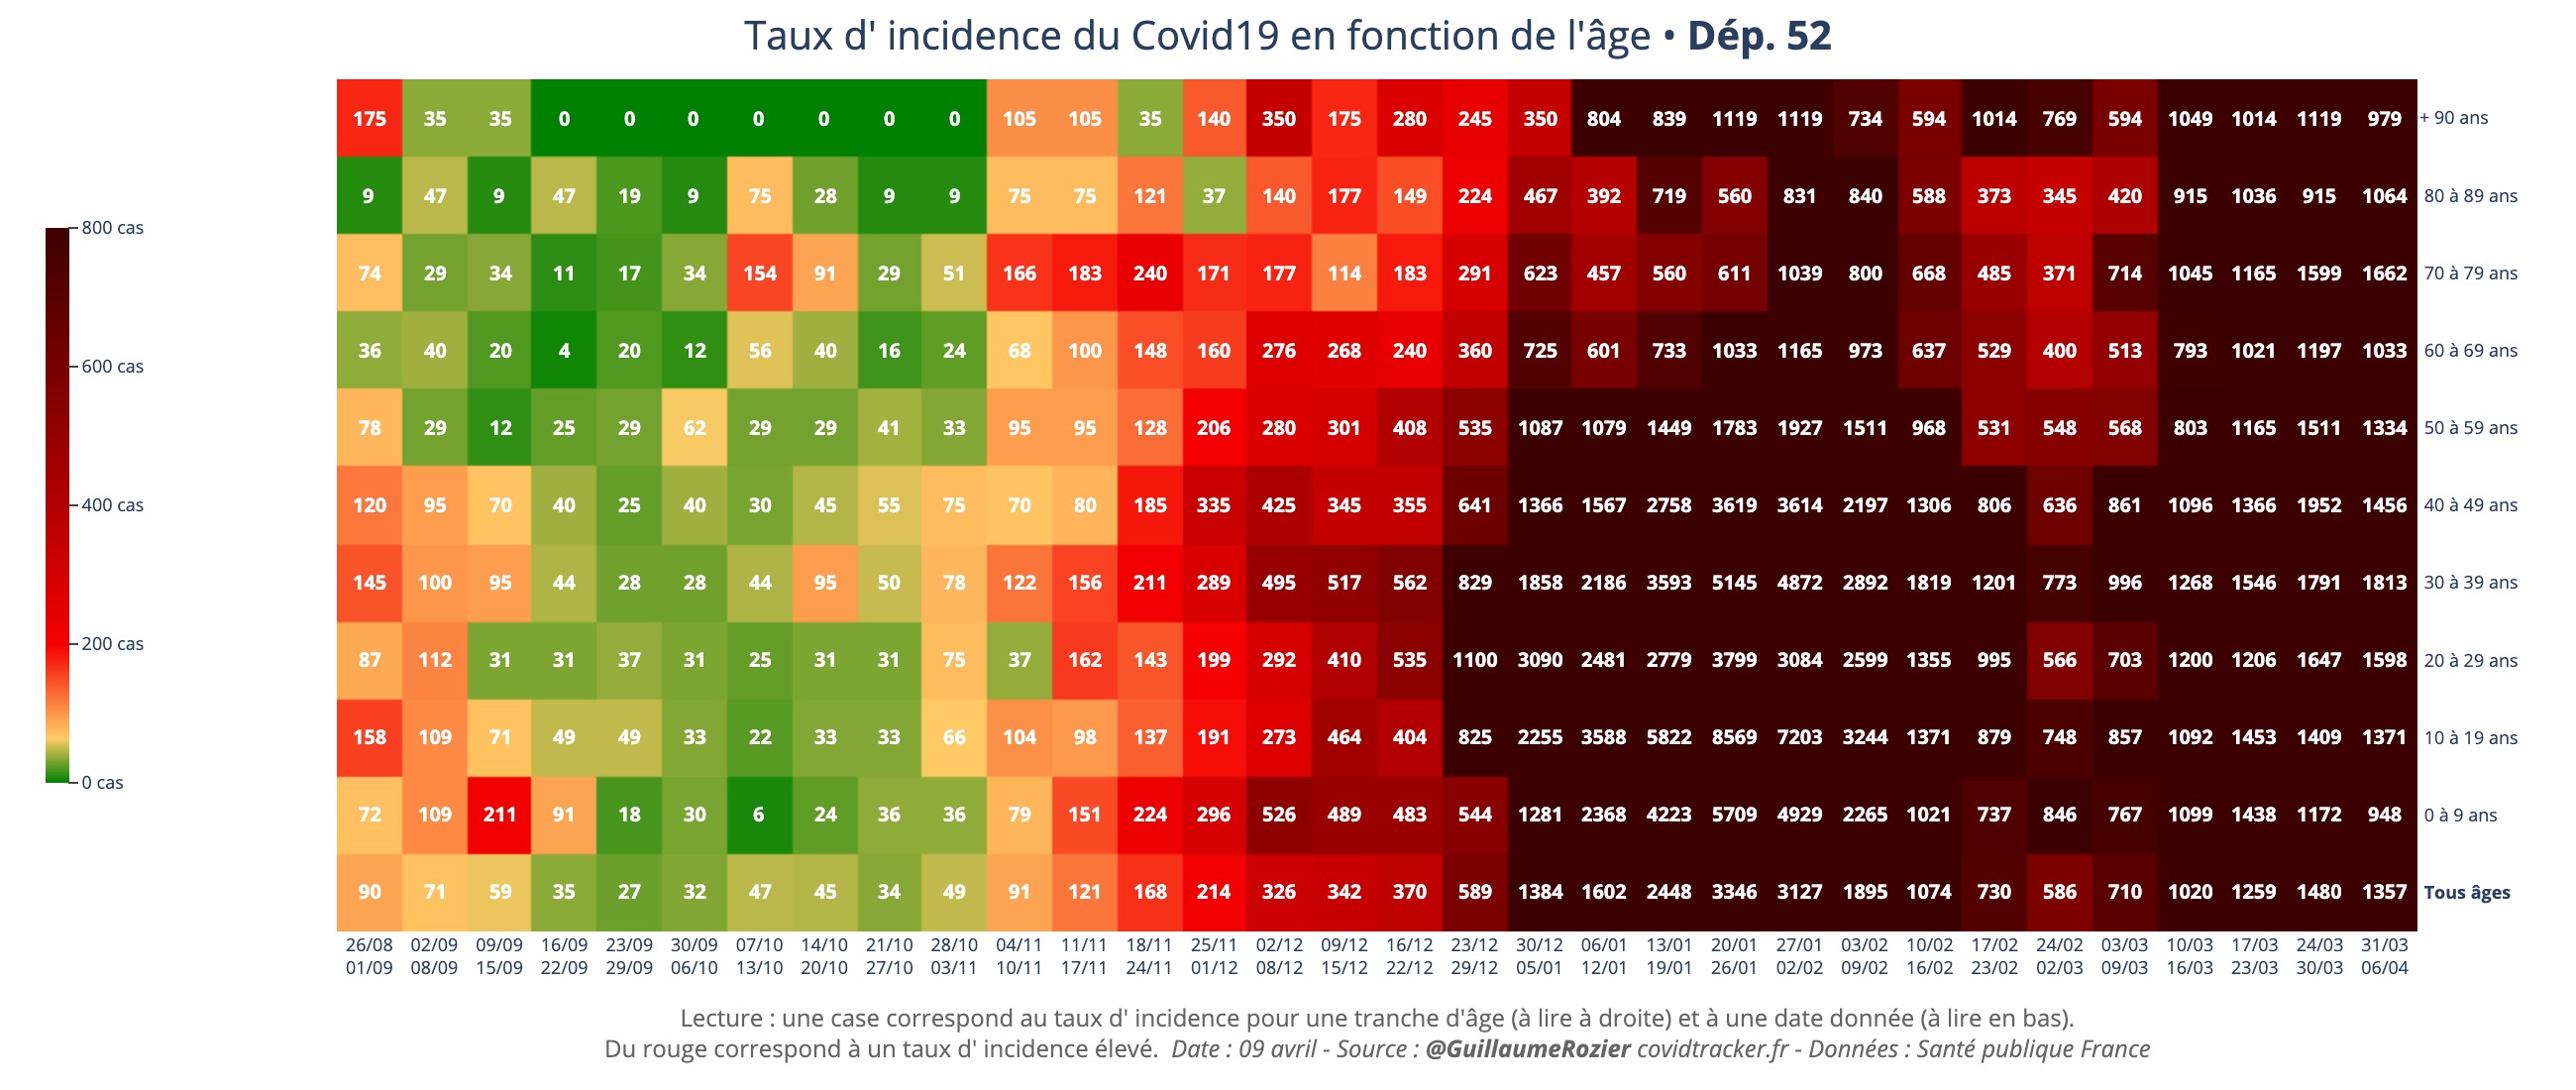 Taux d' incidence du Covid19 en fonction de l'âge • Dép. 52
175 35 35 0 0 0 0 0 0 0 105 105 35 140 350 175 280 245 350 804 839 1119 1119 734 594 1014 769 594 1049 1014 1119 979 + 90 ans
9 47 9 47 19 9 75 28 9 9 75 75 121 37 140 177 149 224 467 392 719 560 831 840 588 373 345 420 915 1036 915 1064 80 à 89 ans
800 cas
74 29 34 11 17 34 154 91 29 51 166 183 240 171 177 114 183 291 623 457 560 611 1039 800 668 485 371 714 1045 1165 1599 1662 70 à 79 ans
36 40 20 4 20 12 56 40 16 24 68 100 148 160 276 268 240 360 725 601 733 1033 1165 973 637 529 400 513 793 1021 1197 1033 60 à 69 ans
600 cas
78 29 12 25 29 62 29 29 41 33 95 95 128 206 280 301 408 535 1087 1079 1449 1783 1927 1511 968 531 548 568 803 1165 1511 1334 50 à 59 ans
400 cas
120 95 70 40 25 40 30 45 55 75 70 80 185 335 425 345 355 641 1366 1567 2758 3619 3614 2197 1306 806 636 861 1096 1366 1952 1456 40 à 49 ans
145 100 95 44 28 28 44 95 50 78 122 156 211 289 495 517 562 829 1858 2186 3593 5145 4872 2892 1819 1201 773 996 1268 1546 1791 1813 30 à 39 ans
200 cas
87 112 31 31 37 31 25 31 31 75 37 162 143 199 292 410 535 1100 3090 2481 2779 3799 3084 2599 1355 995 566 703 1200 1206 1647 1598 20 à 29 ans
158 109 71 49 49 33 22 33 33 66 104 98 137 191 273 464 404 825 2255 3588 5822 8569 7203 3244 1371 879 748 857 1092 1453 1409 1371 10 à 19 ans
0 cas
72 109 211 91 18 30 6 24 36 36 79 151 224 296 526 489 483 544 1281 2368 4223 5709 4929 2265 1021 737 846 767 1099 1438 1172 948 0 à 9 ans
90 71 59 35 27 32 47 45 34 49 91 121 168 214 326 342 370 589 1384 1602 2448 3346 3127 1895 1074 730 586 710 1020 1259 1480 1357 Tous âges
26/08 02/09 09/09 16/09 23/09 30/09 07/10 14/10 21/10 28/10 04/11 11/11 18/11 25/11 02/12 09/12 16/12 23/12 30/12 06/01 13/01 20/01 27/01 03/02 10/02 17/02 24/02 03/03 10/03 17/03 24/03 31/03
01/09 08/09 15/09 22/09 29/09 06/10 13/10 20/10 27/10 03/11 10/11 17/11 24/11 01/12 08/12 15/12 22/12 29/12 05/01 12/01 19/01 26/01 02/02 09/02 16/02 23/02 02/03 09/03 16/03 23/03 30/03 06/04
Lecture : une case correspond au taux d' incidence pour une tranche d'âge (à lire à droite) et à une date donnée (à lire en bas).
Du rouge correspond à un taux d' incidence élevé. Date : 09 avril - Source : @GuillaumeRozier covidtracker.fr - Données : Santé publique France